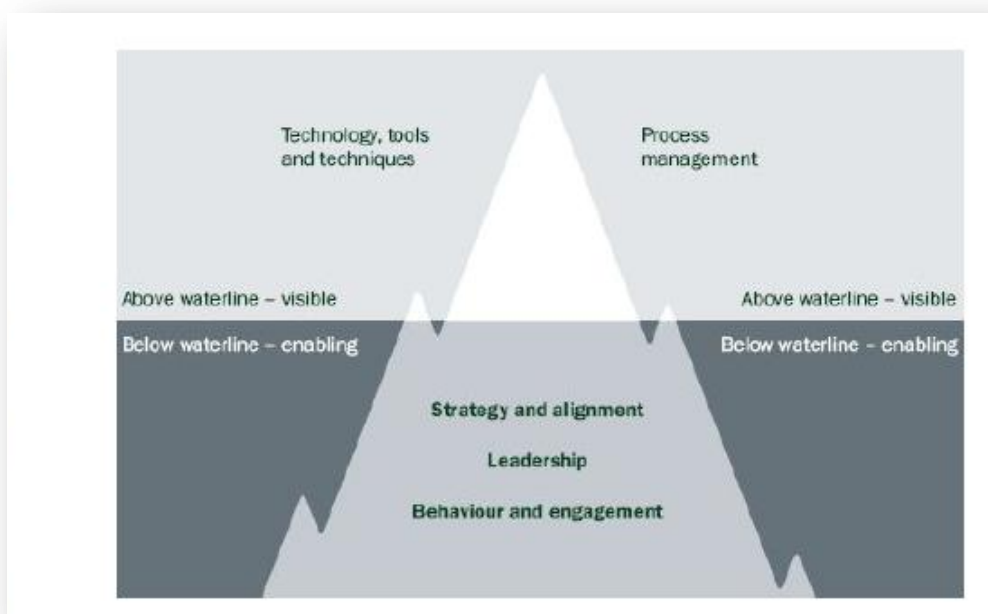 Technology, tools
and techniques
Process
management
Above waterline – visible
Above waterline – visible
Below waterline – enabling
Below waterline – enabling
Strategy and alignment
Leadership
Behaviour and engagement